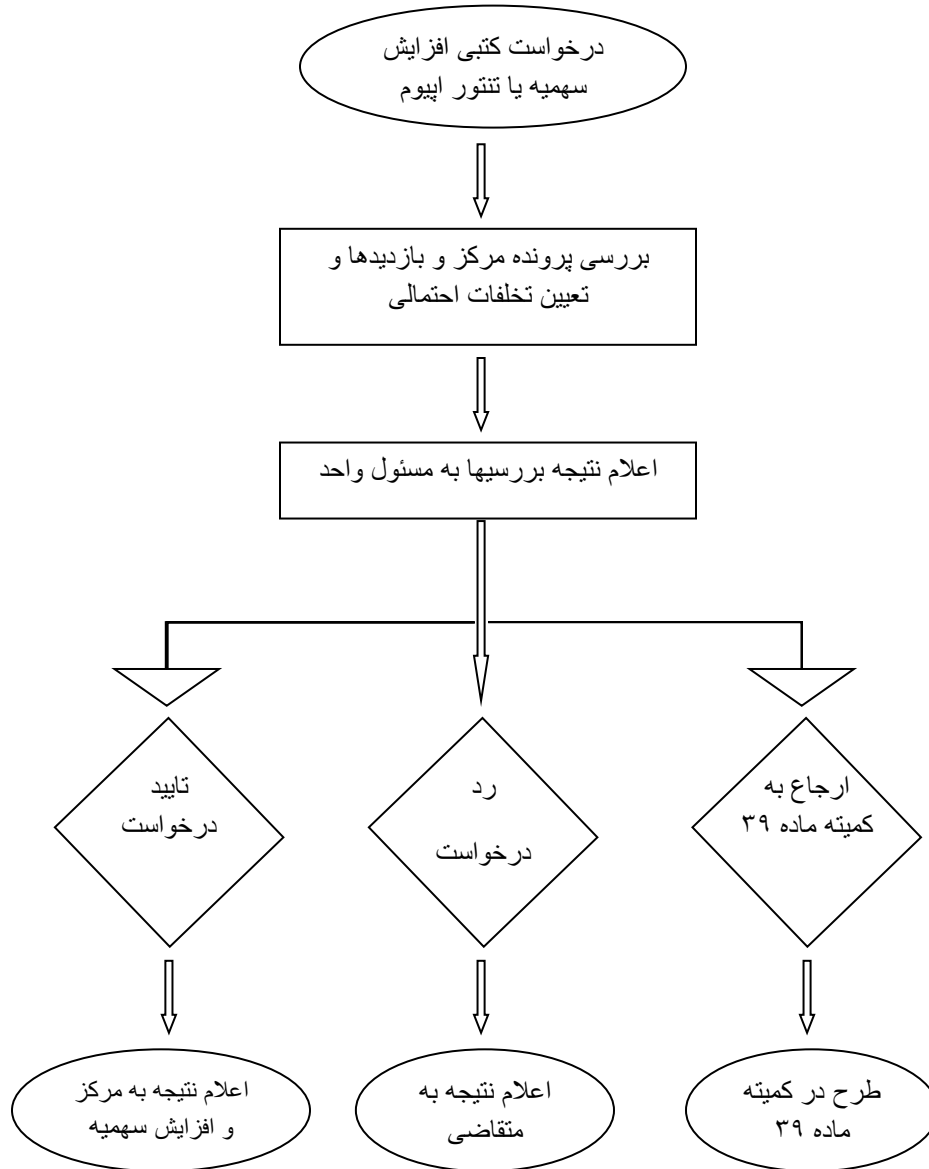 درخواست کتبی افزایش
سهمیه یا تنتور اپیوم
بررسی پرونده مرکز و بازدیدها و
تعیین تخلفات احتمالی
اعلام نتیجه بررسیها به مسئول واحد
ارجاع به
کمیته ماده ۳۹
رد
درخواست
تایید
درخواست
طرح در کمیته
ماده ۳۹
اعلام نتیجه به
متقاضی
اعلام نتیجه به مرکز
و افزایش سهمیه